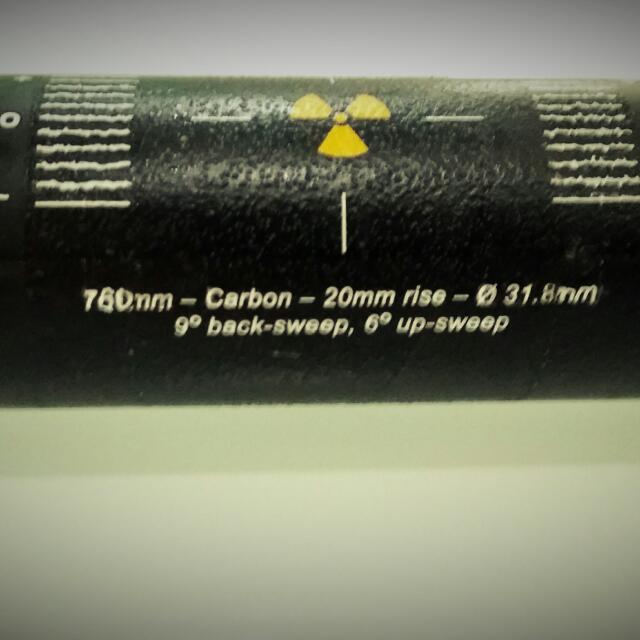 760mm – Carbon – 20mm rise – Ø 31.8mm
9° back-sweep, 6° up-sweep